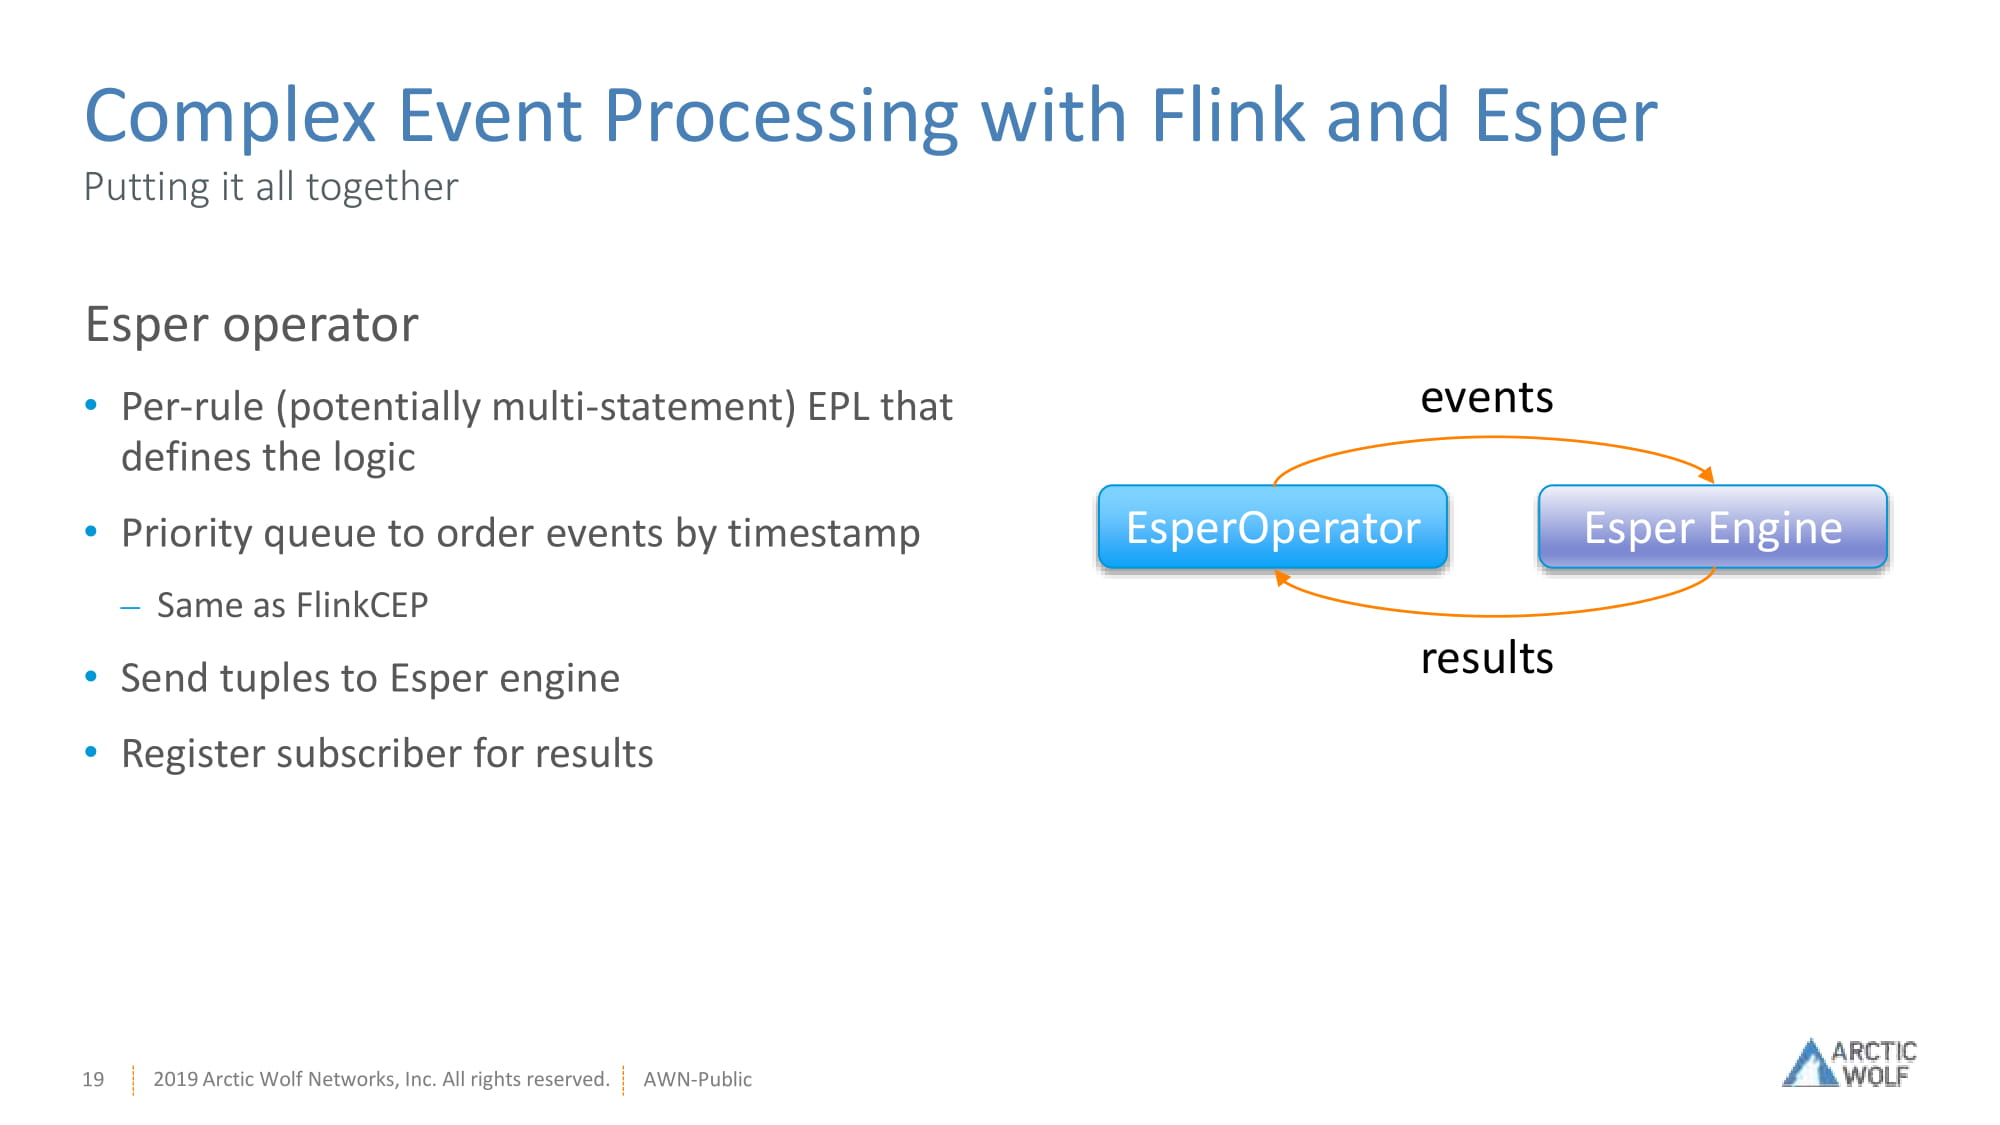 Complex Event Processing with Flink and Esper
Putting it all together
Esper operator
• Per-rule (potentially multi-statement) EPL that
defines the logic
• Priority queue to order events by timestamp
– Same as FlinkCEP
• Send tuples to Esper engine
• Register subscriber for results
events
EsperOperator
Esper Engine
results
19
2019 Arctic Wolf Networks, Inc. All rights reserved.
AWN-Public
ARCTIC
WOLF